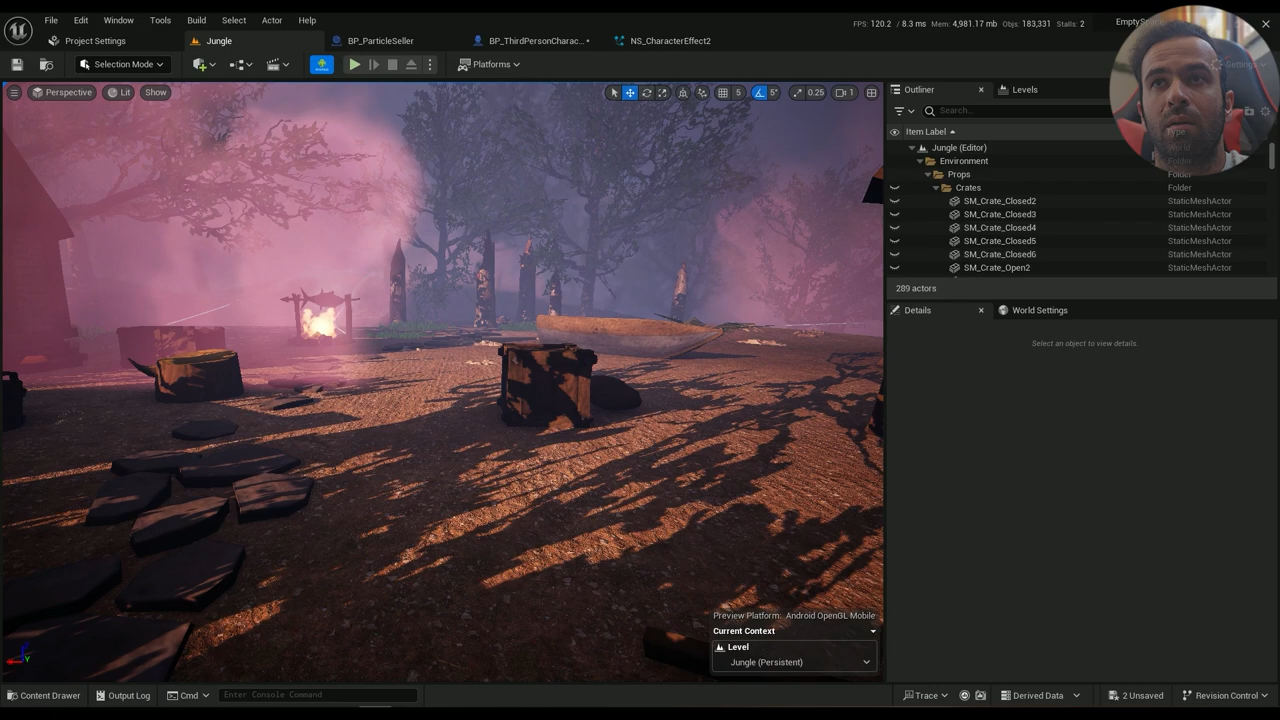 File Edit Window Tools Build Select Actor Help
FPS: 120.2 / 8.3 ms Mem: 4,981.17 mb Objs: 183,331 Stalls: 2
Project Settings
Jungle
BP_ParticleSeller
BP_ThirdPersonCharac...*
NS_CharacterEffect2
Selection Mode
Platforms
Settings
Perspective Lit Show
5 5° 0.25 1
Outliner Levels
Search...
Item Label Type
Jungle (Editor) World
Environment Folder
Props Folder
Crates Folder
SM_Crate_Closed2 StaticMeshActor
SM_Crate_Closed3 StaticMeshActor
SM_Crate_Closed4 StaticMeshActor
SM_Crate_Closed5 StaticMeshActor
SM_Crate_Closed6 StaticMeshActor
SM_Crate_Open2 StaticMeshActor
289 actors
Details World Settings
Select an object to view details.
Preview Platform: Android OpenGL Mobile
Current Context
Level
Jungle (Persistent)
Content Drawer Output Log Cmd Enter Console Command
Trace Derived Data 2 Unsaved Revision Control